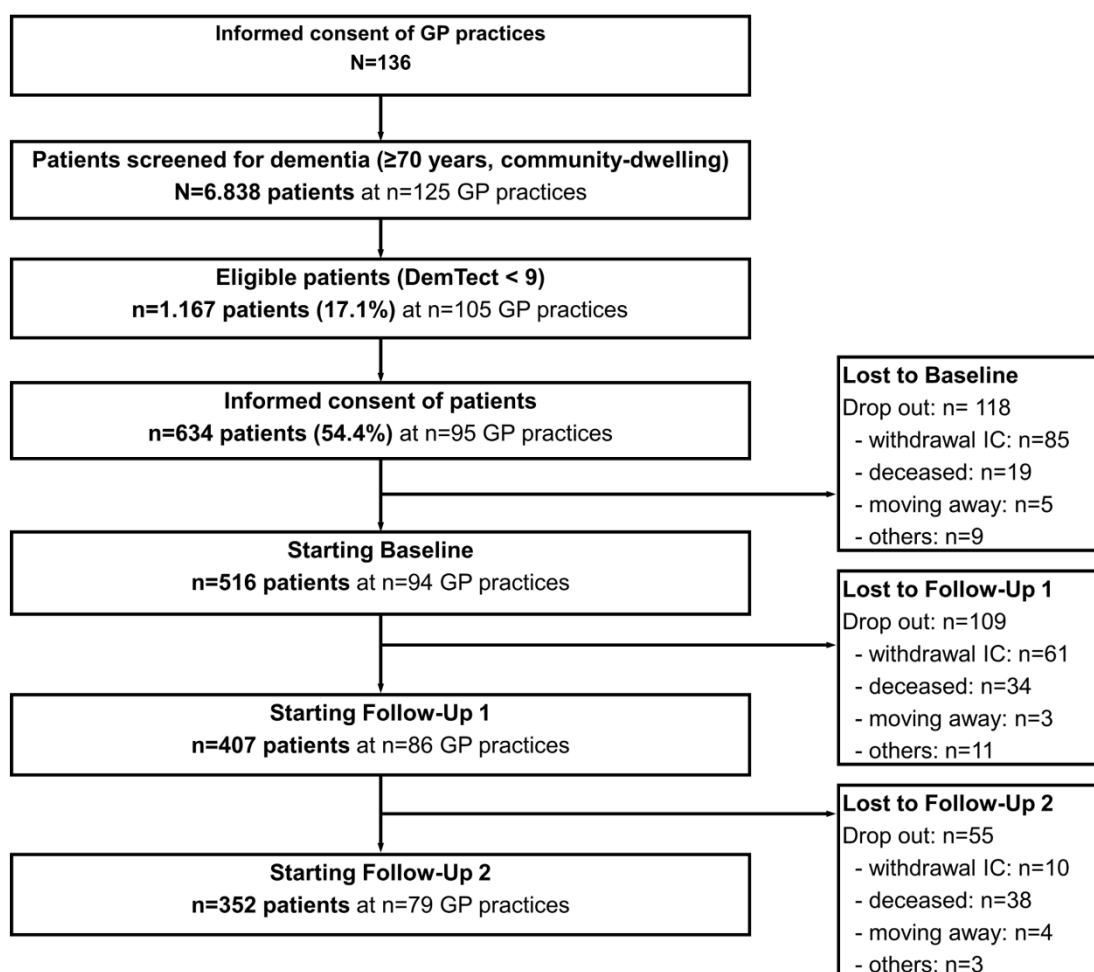 Informed consent of GP practices
N=136
Patients screened for dementia (≥70 years, community-dwelling)
N=6.838 patients at n=125 GP practices
Eligible patients (DemTect < 9)
n=1.167 patients (17.1%) at n=105 GP practices
Informed consent of patients
n=634 patients (54.4%) at n=95 GP practices
Lost to Baseline
Drop out: n= 118
- withdrawal IC: n=85
- deceased: n=19
- moving away: n=5
- others: n=9
Starting Baseline
n=516 patients at n=94 GP practices
Lost to Follow-Up 1
Drop out: n=109
- withdrawal IC: n=61
- deceased: n=34
- moving away: n=3
- others: n=11
Starting Follow-Up 1
n=407 patients at n=86 GP practices
Lost to Follow-Up 2
Drop out: n=55
- withdrawal IC: n=10
- deceased: n=38
- moving away: n=4
- others: n=3
Starting Follow-Up 2
n=352 patients at n=79 GP practices